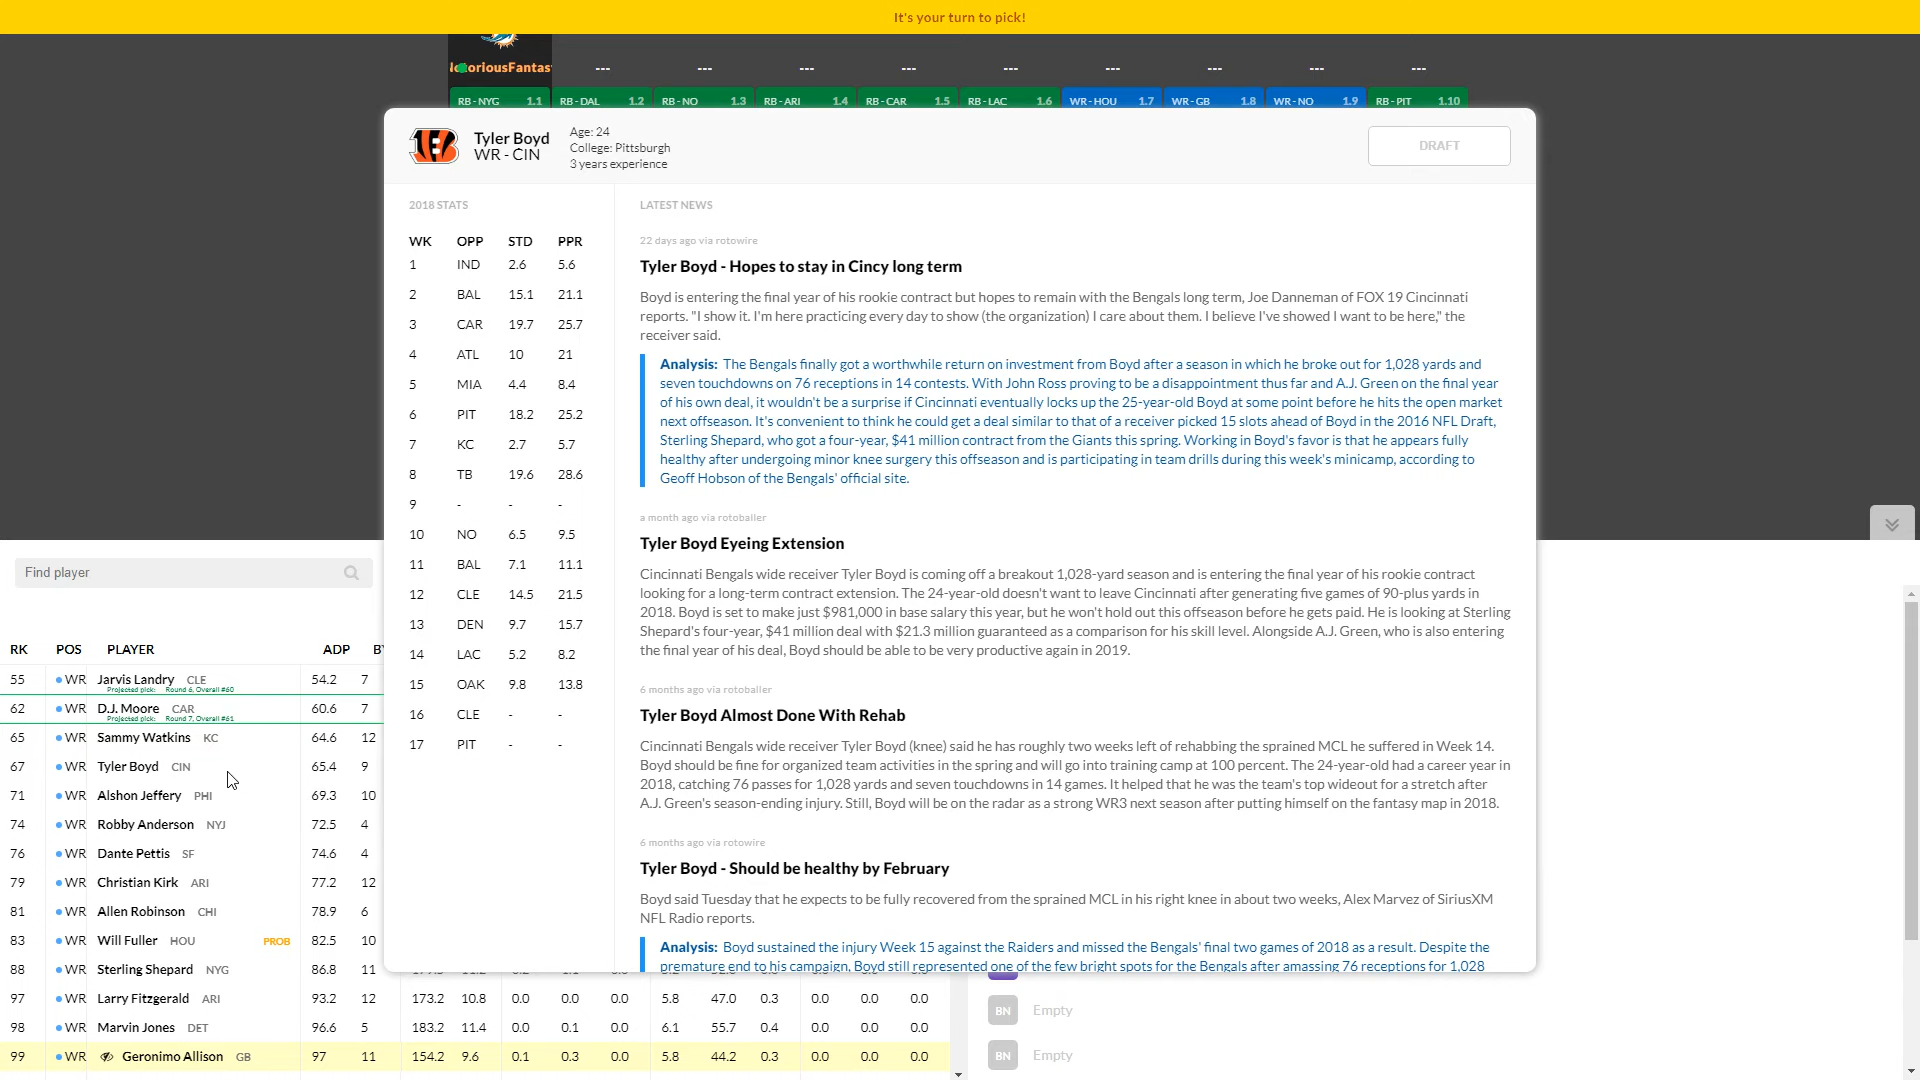 It's your turn to pick!
--- --- --- --- --- --- --- --- ---
RB - NYG 1.1 RB - DAL 1.2 RB - NO 1.3 RB - ARI 1.4 RB - CAR 1.5 RB - LAC 1.6 WR - HOU 1.7 WR - GB 1.8 WR - NO 1.9 RB - PIT 1.10
Tyler Boyd
WR - CIN
Age: 24
College: Pittsburgh
3 years experience
DRAFT
2018 STATS
WK OPP STD PPR
1 IND 2.6 5.6
2 BAL 15.1 21.1
3 CAR 19.7 25.7
4 ATL 10 21
5 MIA 4.4 8.4
6 PIT 18.2 25.2
7 KC 2.7 5.7
8 TB 19.6 28.6
9 - - -
10 NO 6.5 9.5
11 BAL 7.1 11.1
12 CLE 14.5 21.5
13 DEN 9.7 15.7
14 LAC 5.2 8.2
15 OAK 9.8 13.8
16 CLE - -
17 PIT - -
LATEST NEWS
22 days ago via rotowire
Tyler Boyd - Hopes to stay in Cincy long term
Boyd is entering the final year of his rookie contract but hopes to remain with the Bengals long term, Joe Danneman of FOX 19 Cincinnati
reports. "I show it. I'm here practicing every day to show (the organization) I care about them. I believe I've showed I want to be here," the
receiver said.
Analysis: The Bengals finally got a worthwhile return on investment from Boyd after a season in which he broke out for 1,028 yards and
seven touchdowns on 76 receptions in 14 contests. With John Ross proving to be a disappointment thus far and A.J. Green on the final year
of his own deal, it wouldn't be a surprise if Cincinnati eventually locks up the 25-year-old Boyd at some point before he hits the open market
next offseason. It's convenient to think he could get a deal similar to that of a receiver picked 15 slots ahead of Boyd in the 2016 NFL Draft,
Sterling Shepard, who got a four-year, $41 million contract from the Giants this spring. Working in Boyd's favor is that he appears fully
healthy after undergoing minor knee surgery this offseason and is participating in team drills during this week's minicamp, according to
Geoff Hobson of the Bengals' official site.
a month ago via rotoballer
Tyler Boyd Eyeing Extension
Cincinnati Bengals wide receiver Tyler Boyd is coming off a breakout 1,028-yard season and is entering the final year of his rookie contract
looking for a long-term contract extension. The 24-year-old doesn't want to leave Cincinnati after generating five games of 90-plus yards in
2018. Boyd is set to make just $981,000 in base salary this year, but he won't hold out this offseason before he gets paid. He is looking at Sterling
Shepard's four-year, $41 million deal with $21.3 million guaranteed as a comparison for his skill level. Alongside A.J. Green, who is also entering
the final year of his deal, Boyd should be able to be very productive again in 2019.
6 months ago via rotoballer
Tyler Boyd Almost Done With Rehab
Cincinnati Bengals wide receiver Tyler Boyd (knee) said he has roughly two weeks left of rehabbing the sprained MCL he suffered in Week 14.
Boyd should be fine for organized team activities in the spring and will go into training camp at 100 percent. The 24-year-old had a career year in
2018, catching 76 passes for 1,028 yards and seven touchdowns in 14 games. It helped that he was the team's top wideout for a stretch after
A.J. Green's season-ending injury. Still, Boyd will be on the radar as a strong WR3 next season after putting himself on the fantasy map in 2018.
6 months ago via rotowire
Tyler Boyd - Should be healthy by February
Boyd said Tuesday that he expects to be fully recovered from the sprained MCL in his right knee in about two weeks, Alex Marvez of SiriusXM
NFL Radio reports.
Analysis: Boyd sustained the injury Week 15 against the Raiders and missed the Bengals' final two games of 2018 as a result. Despite the
premature end to his campaign, Boyd still represented one of the few bright spots for the Bengals after amassing 76 receptions for 1,028
Find player
RK POS PLAYER ADP
55 WR Jarvis Landry CLE 54.2 7
Projected pick: Round 6, Overall #60
62 WR D.J. Moore CAR 60.6 7
Projected pick: Round 7, Overall #61
65 WR Sammy Watkins KC 64.6 12
67 WR Tyler Boyd CIN 65.4 9
71 WR Alshon Jeffery PHI 69.3 10
74 WR Robby Anderson NYJ 72.5 4
76 WR Dante Pettis SF 74.6 4
79 WR Christian Kirk ARI 77.2 12
81 WR Allen Robinson CHI 78.9 6
83 WR Will Fuller HOU PROB 82.5 10
88 WR Sterling Shepard NYG 86.8 11
97 WR Larry Fitzgerald ARI 93.2 12 173.2 10.8 0.0 0.0 0.0 5.8 47.0 0.3 0.0 0.0 0.0
98 WR Marvin Jones DET 96.6 5 183.2 11.4 0.0 0.1 0.0 6.1 55.7 0.4 0.0 0.0 0.0
99 WR Geronimo Allison GB 97 11 154.2 9.6 0.1 0.3 0.0 5.8 44.2 0.3 0.0 0.0 0.0
BN Empty
BN Empty